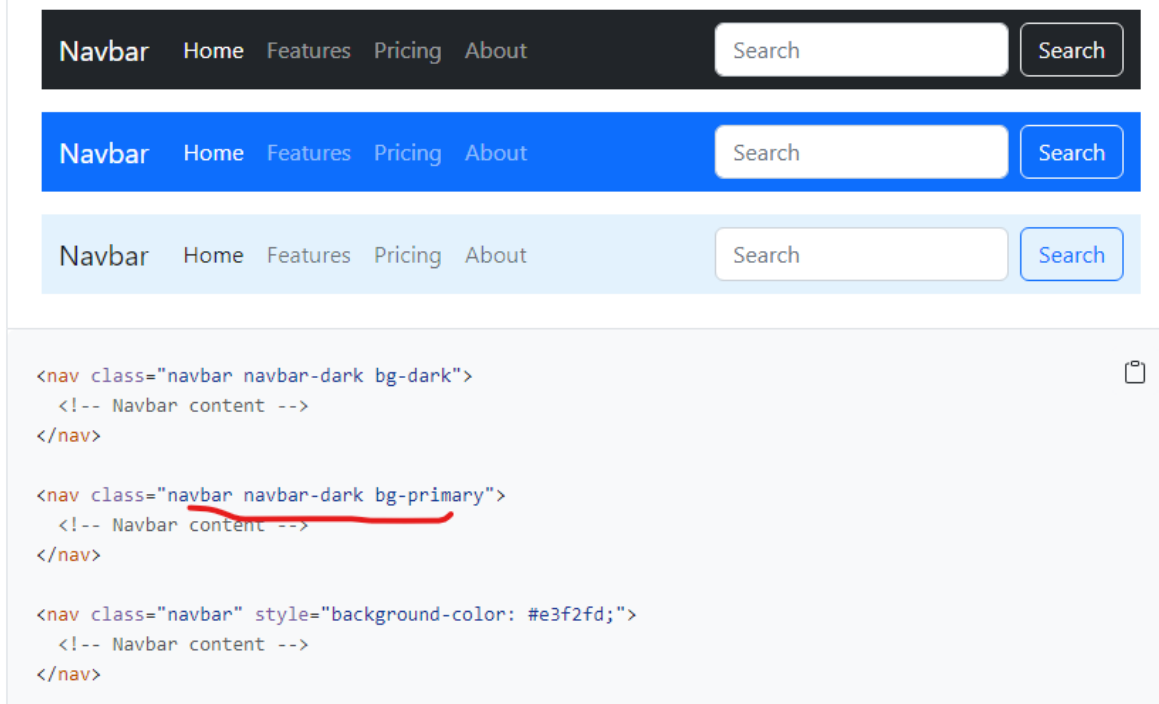 Navbar Home Features Pricing About Search Search
Navbar Home Features Pricing About Search Search
Navbar Home Features Pricing About Search Search
<nav class="navbar navbar-dark bg-dark">
  <!-- Navbar content -->
</nav>
<nav class="navbar navbar-dark bg-primary">
  <!-- Navbar content -->
</nav>
<nav class="navbar" style="background-color: #e3f2fd;">
  <!-- Navbar content -->
</nav>